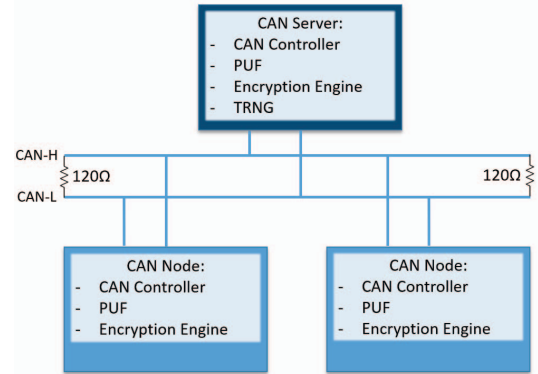 CAN Server:
- CAN Controller
- PUF
- Encryption Engine
- TRNG
CAN-H
120Ω
120Ω
CAN-L
CAN Node:
- CAN Controller
- PUF
- Encryption Engine
CAN Node:
- CAN Controller
- PUF
- Encryption Engine